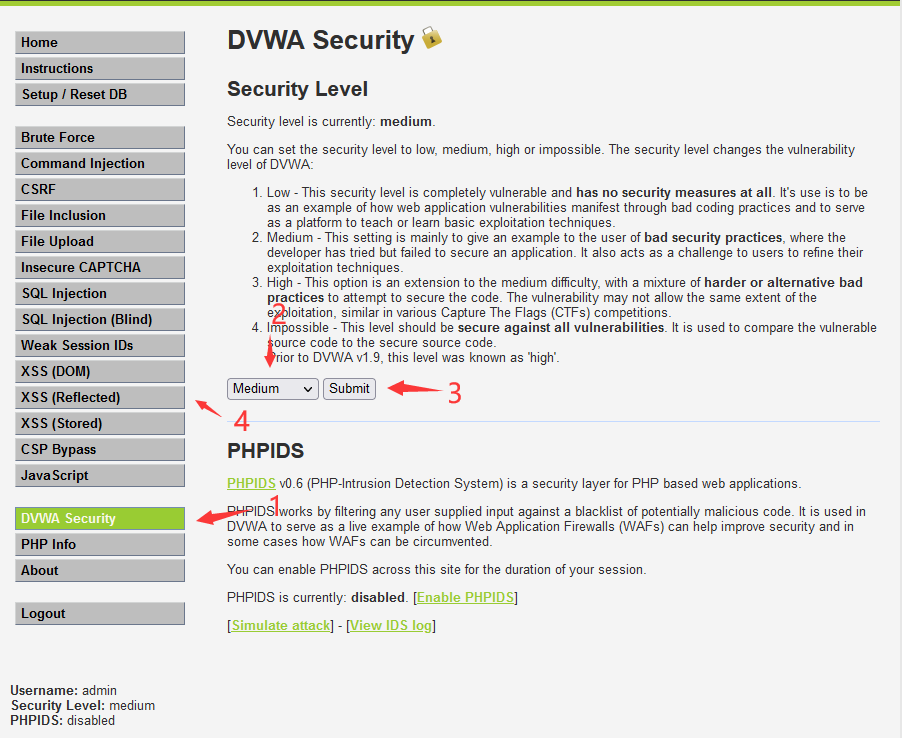 Home
Instructions
Setup / Reset DB
Brute Force
Command Injection
CSRF
File Inclusion
File Upload
Insecure CAPTCHA
SQL Injection
SQL Injection (Blind)
Weak Session IDs
XSS (DOM)
XSS (Reflected)
XSS (Stored)
CSP Bypass
JavaScript
DVWA Security
PHP Info
About
Logout
Username: admin
Security Level: medium
PHPIDS: disabled
DVWA Security
Security Level
Security level is currently: medium.
You can set the security level to low, medium, high or impossible. The security level changes the vulnerability
level of DVWA:
1. Low - This security level is completely vulnerable and has no security measures at all. It's use is to be
as an example of how web application vulnerabilities manifest through bad coding practices and to serve
as a platform to teach or learn basic exploitation techniques.
2. Medium - This setting is mainly to give an example to the user of bad security practices, where the
developer has tried but failed to secure an application. It also acts as a challenge to users to refine their
exploitation techniques.
3. High - This option is an extension to the medium difficulty, with a mixture of harder or alternative bad
practices to attempt to secure the code. The vulnerability may not allow the same extent of the
exploitation, similar in various Capture The Flags (CTFs) competitions.
2
4. Impossible - This level should be secure against all vulnerabilities. It is used to compare the vulnerable
source code to the secure source code.
Prior to DVWA v1.9, this level was known as 'high'.
Medium Submit
3
4
PHPIDS
PHPIDS v0.6 (PHP-Intrusion Detection System) is a security layer for PHP based web applications.
1
PHPIDS works by filtering any user supplied input against a blacklist of potentially malicious code. It is used in
DVWA to serve as a live example of how Web Application Firewalls (WAFs) can help improve security and in
some cases how WAFs can be circumvented.
You can enable PHPIDS across this site for the duration of your session.
PHPIDS is currently: disabled. [Enable PHPIDS]
[Simulate attack] - [View IDS log]